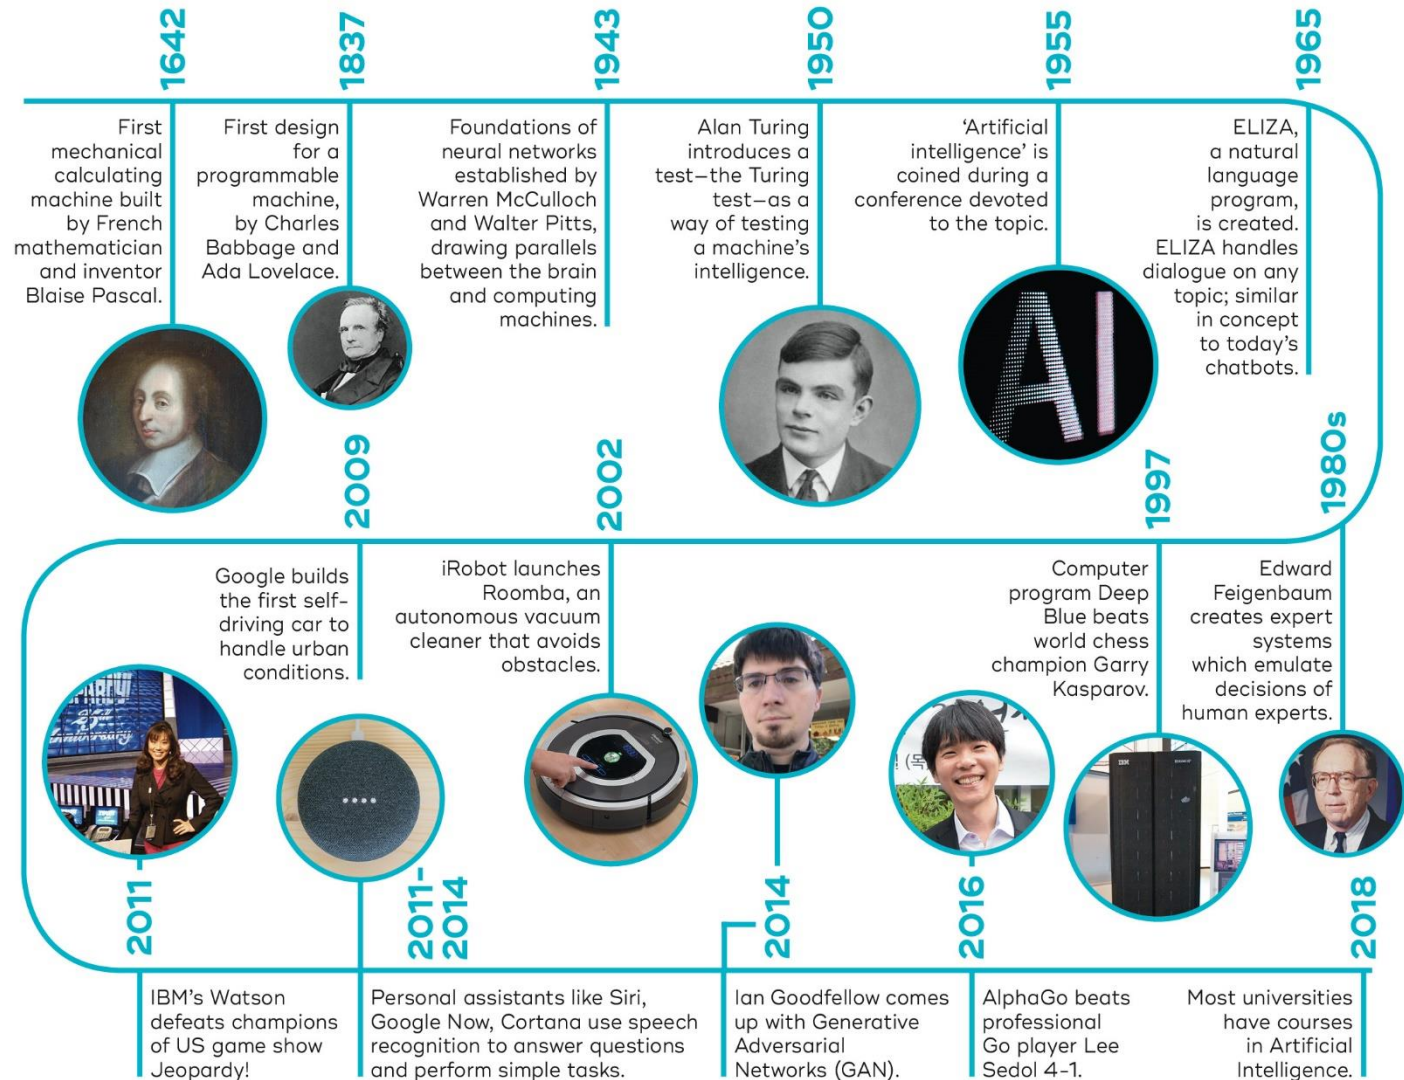 1642
First
mechanical
calculating
machine built
by French
mathematician
and inventor
Blaise Pascal.
1837
First design
for a
programmable
machine,
by Charles
Babbage and
Ada Lovelace.
1943
Foundations of
neural networks
established by
Warren McCulloch
and Walter Pitts,
drawing parallels
between the brain
and computing
machines.
1950
Alan Turing
introduces a
test—the Turing
test—as a
way of testing
a machine's
intelligence.
1955
'Artificial
intelligence' is
coined during a
conference devoted
to the topic.
AI
1965
ELIZA,
a natural
language
program,
is created.
ELIZA handles
dialogue on any
topic; similar
in concept
to today's
chatbots.
1980s
Edward
Feigenbaum
creates expert
systems
which emulate
decisions of
human experts.
1997
Computer
program Deep
Blue beats
world chess
champion Garry
Kasparov.
IBM
2002
iRobot launches
Roomba, an
autonomous vacuum
cleaner that avoids
obstacles.
2009
Google builds
the first self-
driving car to
handle urban
conditions.
2011
IBM's Watson
defeats champions
of US game show
Jeopardy!
2011-
2014
Personal assistants like Siri,
Google Now, Cortana use speech
recognition to answer questions
and perform simple tasks.
2014
Ian Goodfellow comes
up with Generative
Adversarial
Networks (GAN).
2016
AlphaGo beats
professional
Go player Lee
Sedol 4-1.
2018
Most universities
have courses
in Artificial
Intelligence.